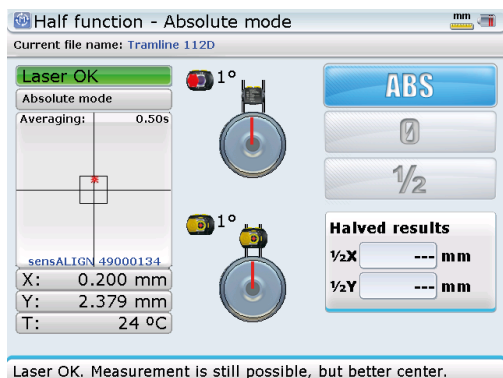 Half function - Absolute mode
mm
Current file name: Tramline 112D
Laser OK
Absolute mode
Averaging: 0.50s
sensALIGN 49000134
X: 0.200 mm
Y: 2.379 mm
T: 24 ºC
1°
1°
ABS
0
1/2
Halved results
½X --- mm
½Y --- mm
Laser OK. Measurement is still possible, but better center.